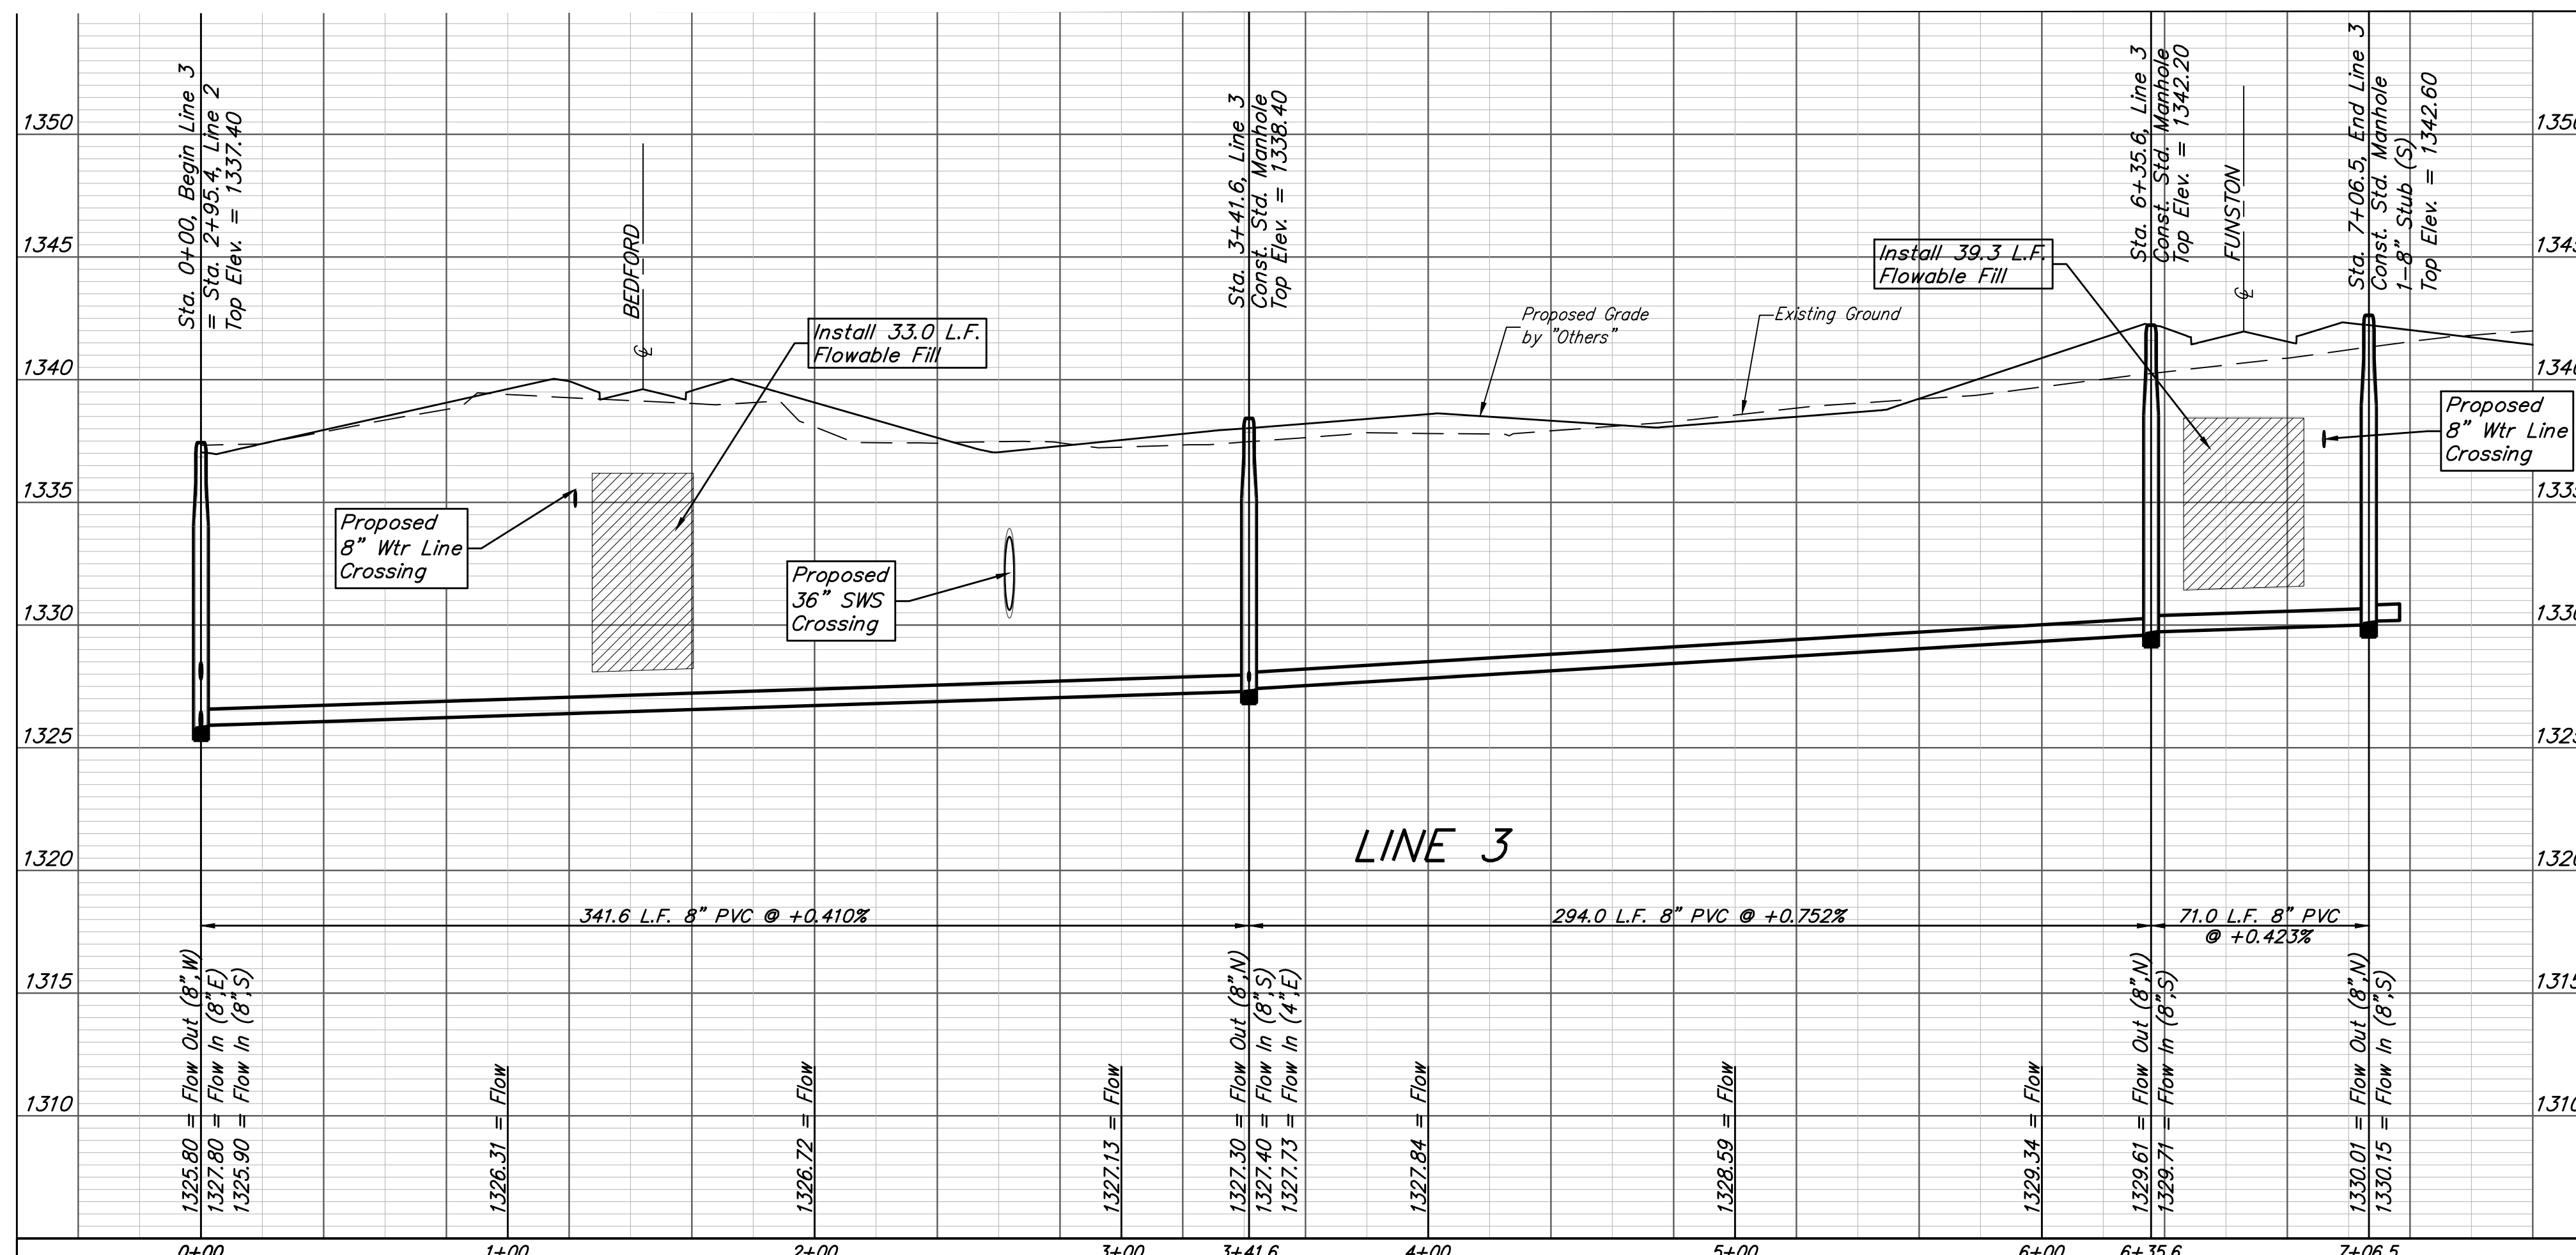 Sta. 0+00, Begin Line 3
= Sta. 2+95.4, Line 2
Top Elev. = 1337.40
BEDFORD
℄
Sta. 3+41.6, Line 3
Const. Std. Manhole
Top Elev. = 1338.40
Sta. 6+35.6, Line 3
Const. Std. Manhole
Top Elev. = 1342.20
FUNSTON
℄
Sta. 7+06.5, End Line 3
Const. Std. Manhole
1-8" Stub (S)
Top Elev. = 1342.60
1350
1345
1340
1335
1330
1325
1320
1315
1310
Install 33.0 L.F.
Flowable Fill
Proposed Grade
by "Others"
Existing Ground
Install 39.3 L.F.
Flowable Fill
Proposed
8" Wtr Line
Crossing
Proposed
8" Wtr Line
Crossing
Proposed
36" SWS
Crossing
LINE 3
341.6 L.F. 8" PVC @ +0.410%
294.0 L.F. 8" PVC @ +0.752%
71.0 L.F. 8" PVC
@ +0.423%
1325.80 = Flow Out (8",W)
1327.80 = Flow In (8",E)
1325.90 = Flow In (8",S)
1326.31 = Flow
1326.72 = Flow
1327.13 = Flow
1327.30 = Flow Out (8",N)
1327.40 = Flow In (8",S)
1327.73 = Flow In (4",E)
1327.84 = Flow
1328.59 = Flow
1329.34 = Flow
1329.61 = Flow Out (8",N)
1329.71 = Flow In (8",S)
1330.01 = Flow Out (8",N)
1330.15 = Flow In (8",S)
0+00
1+00
2+00
3+00
3+41.6
4+00
5+00
6+00
6+35.6
7+06.5